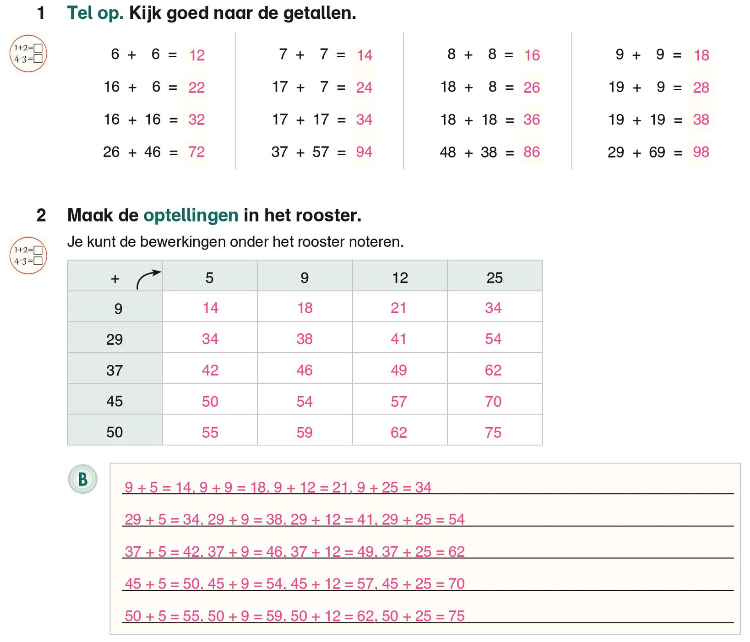 1 Tel op. Kijk goed naar de getallen.
1+2=
4-3=
6 + 6 = 12 7 + 7 = 14 8 + 8 = 16 9 + 9 = 18
16 + 6 = 22 17 + 7 = 24 18 + 8 = 26 19 + 9 = 28
16 + 16 = 32 17 + 17 = 34 18 + 18 = 36 19 + 19 = 38
26 + 46 = 72 37 + 57 = 94 48 + 38 = 86 29 + 69 = 98
2 Maak de optellingen in het rooster.
1+2=
4-3=
Je kunt de bewerkingen onder het rooster noteren.
+ 5 9 12 25
9 14 18 21 34
29 34 38 41 54
37 42 46 49 62
45 50 54 57 70
50 55 59 62 75
B
9 + 5 = 14, 9 + 9 = 18, 9 + 12 = 21, 9 + 25 = 34
29 + 5 = 34, 29 + 9 = 38, 29 + 12 = 41, 29 + 25 = 54
37 + 5 = 42, 37 + 9 = 46, 37 + 12 = 49, 37 + 25 = 62
45 + 5 = 50, 45 + 9 = 54, 45 + 12 = 57, 45 + 25 = 70
50 + 5 = 55, 50 + 9 = 59, 50 + 12 = 62, 50 + 25 = 75